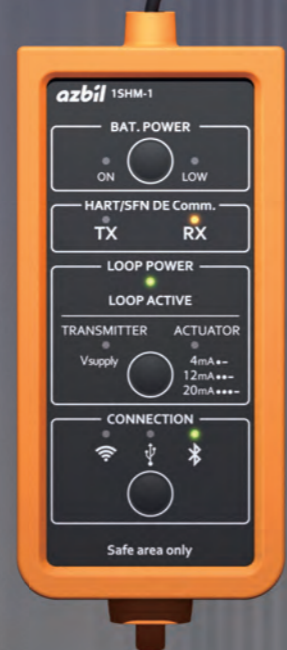 azbil 1SHM-1
BAT. POWER
ON LOW
HART/SFN DE Comm.
TX RX
LOOP POWER
LOOP ACTIVE
TRANSMITTER ACTUATOR
Vsupply 4mA
12mA
20mA
CONNECTION
Safe area only